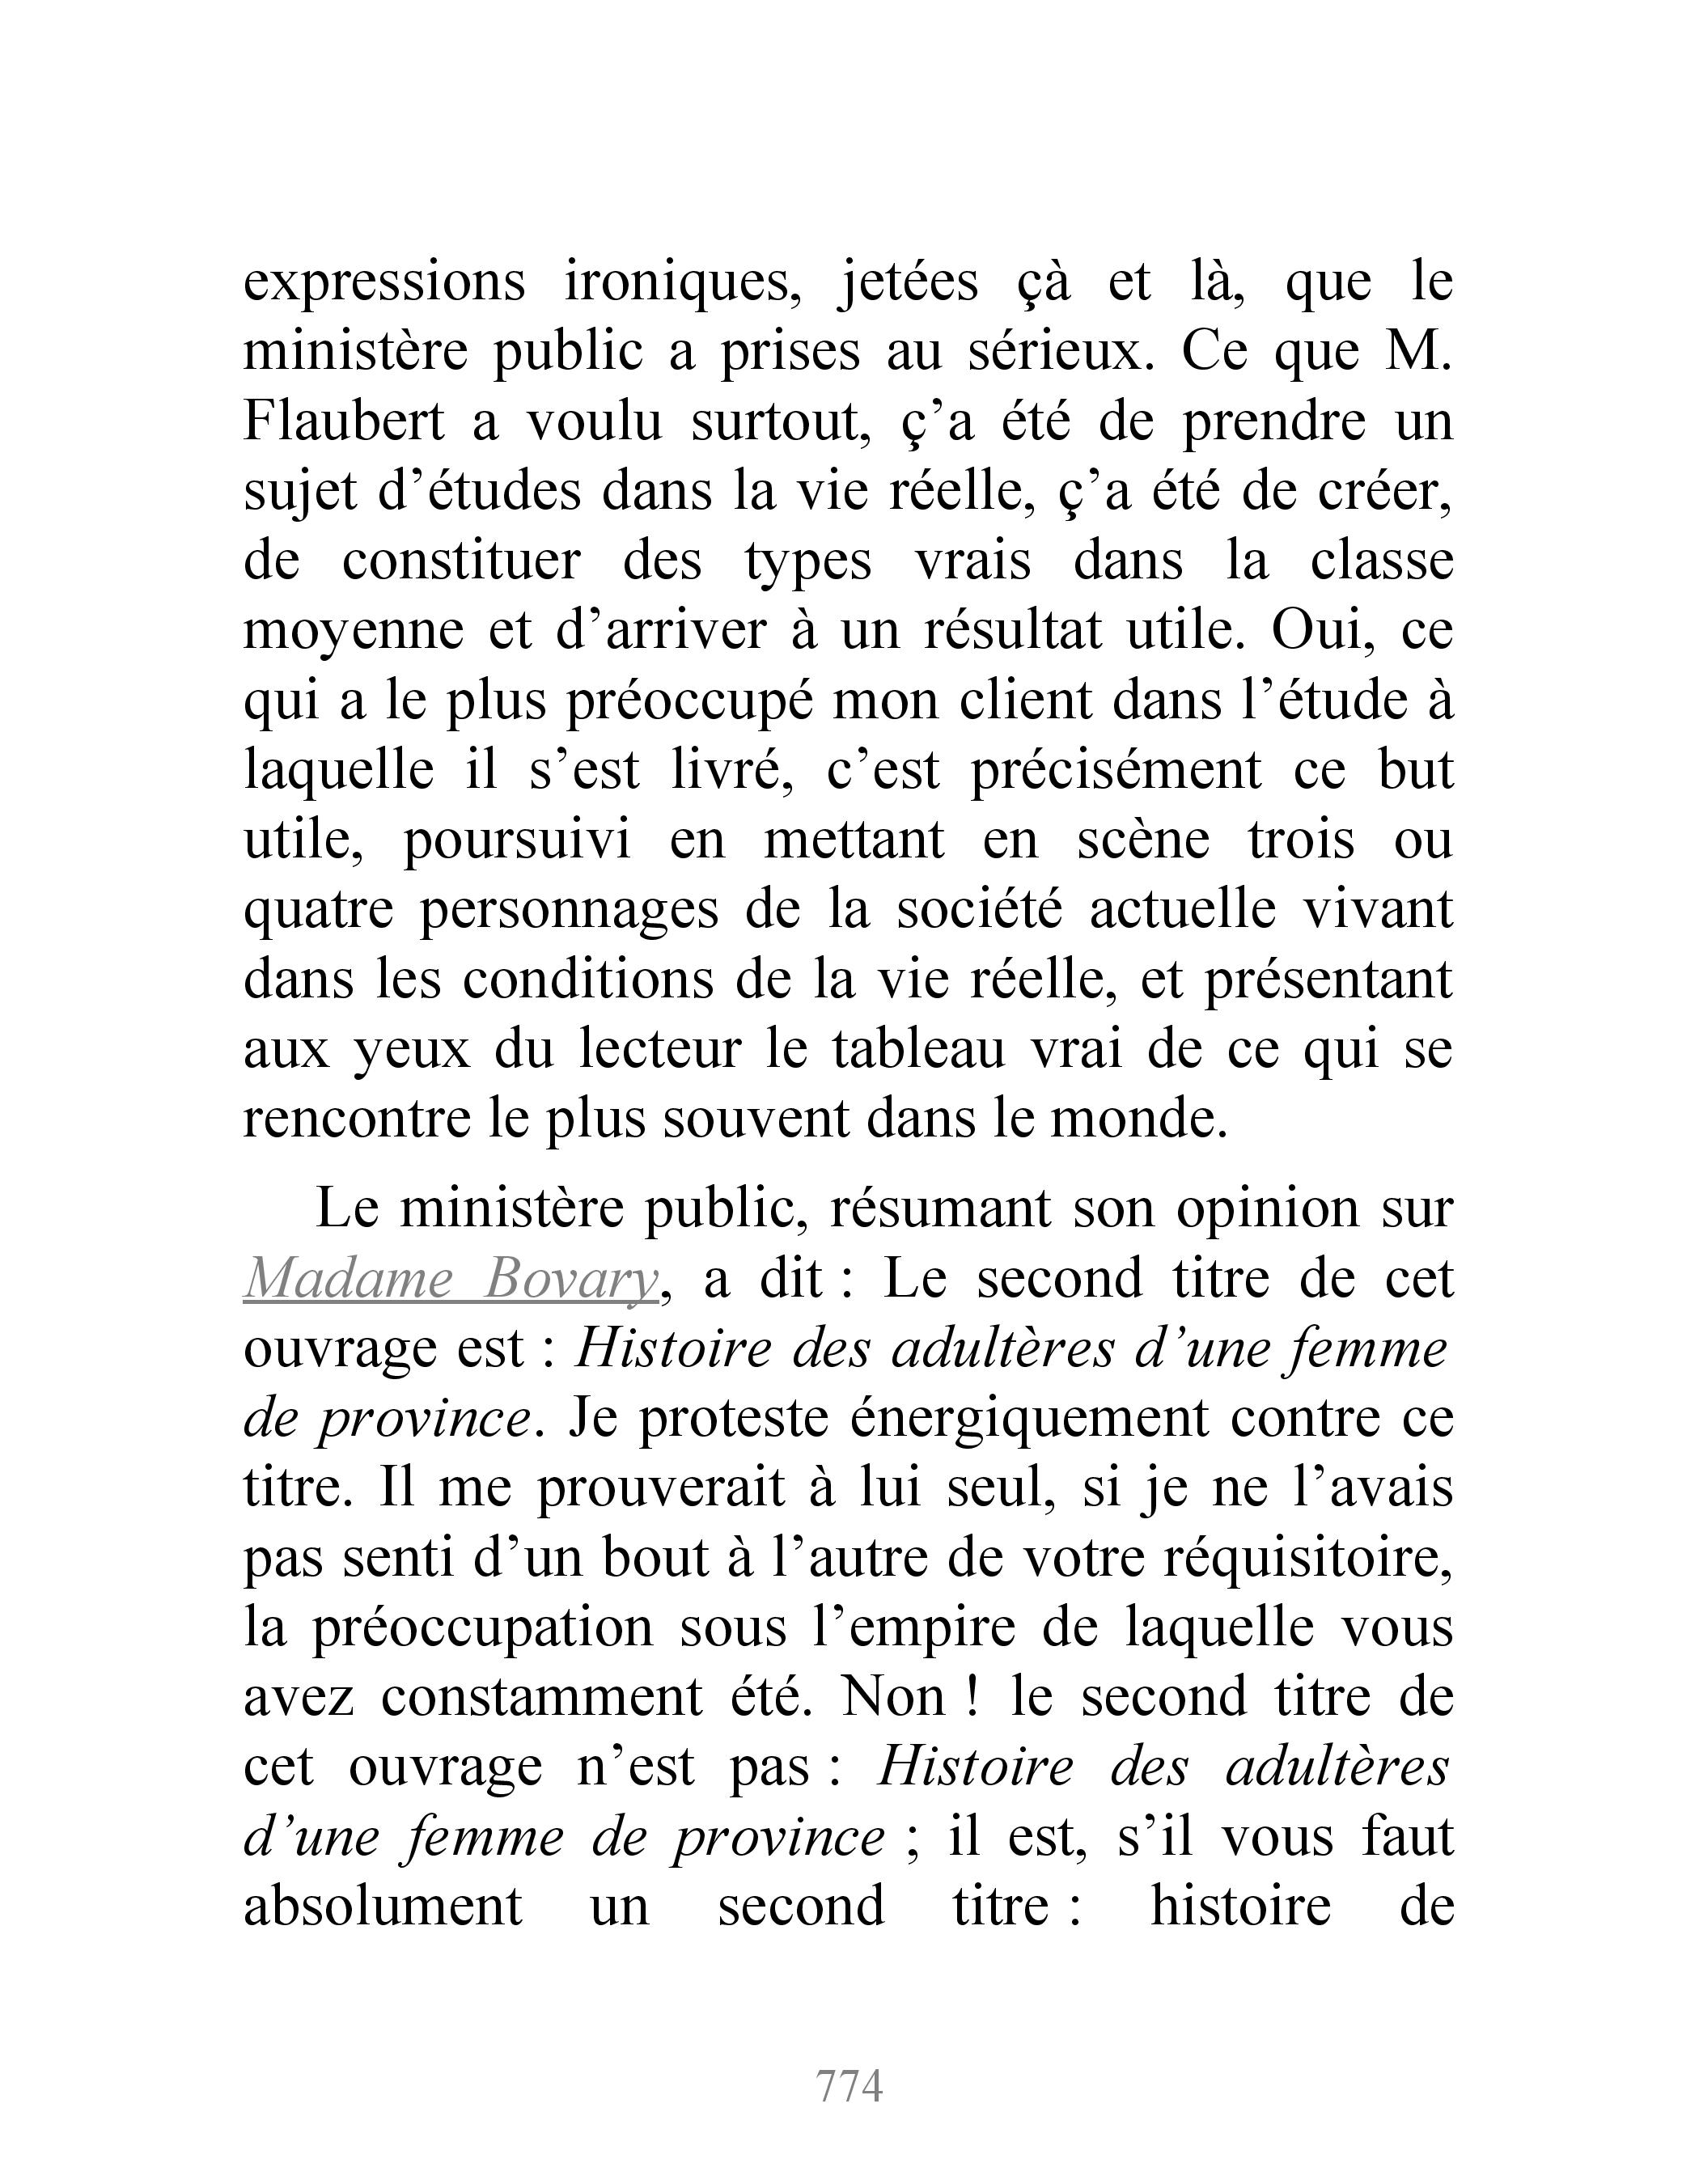 expressions ironiques, jetées çà et là, que le
ministère public a prises au sérieux. Ce que M.
Flaubert a voulu surtout, ç’a été de prendre un
sujet d’études dans la vie réelle, ç’a été de créer,
de constituer des types vrais dans la classe
moyenne et d’arriver à un résultat utile. Oui, ce
qui a le plus préoccupé mon client dans l’étude à
laquelle il s’est livré, c’est précisément ce but
utile, poursuivi en mettant en scène trois ou
quatre personnages de la société actuelle vivant
dans les conditions de la vie réelle, et présentant
aux yeux du lecteur le tableau vrai de ce qui se
rencontre le plus souvent dans le monde.
Le ministère public, résumant son opinion sur
Madame Bovary, a dit : Le second titre de cet
ouvrage est : Histoire des adultères d’une femme
de province. Je proteste énergiquement contre ce
titre. Il me prouverait à lui seul, si je ne l’avais
pas senti d’un bout à l’autre de votre réquisitoire,
la préoccupation sous l’empire de laquelle vous
avez constamment été. Non ! le second titre de
cet ouvrage n’est pas : Histoire des adultères
d’une femme de province ; il est, s’il vous faut
absolument un second titre : histoire de
774